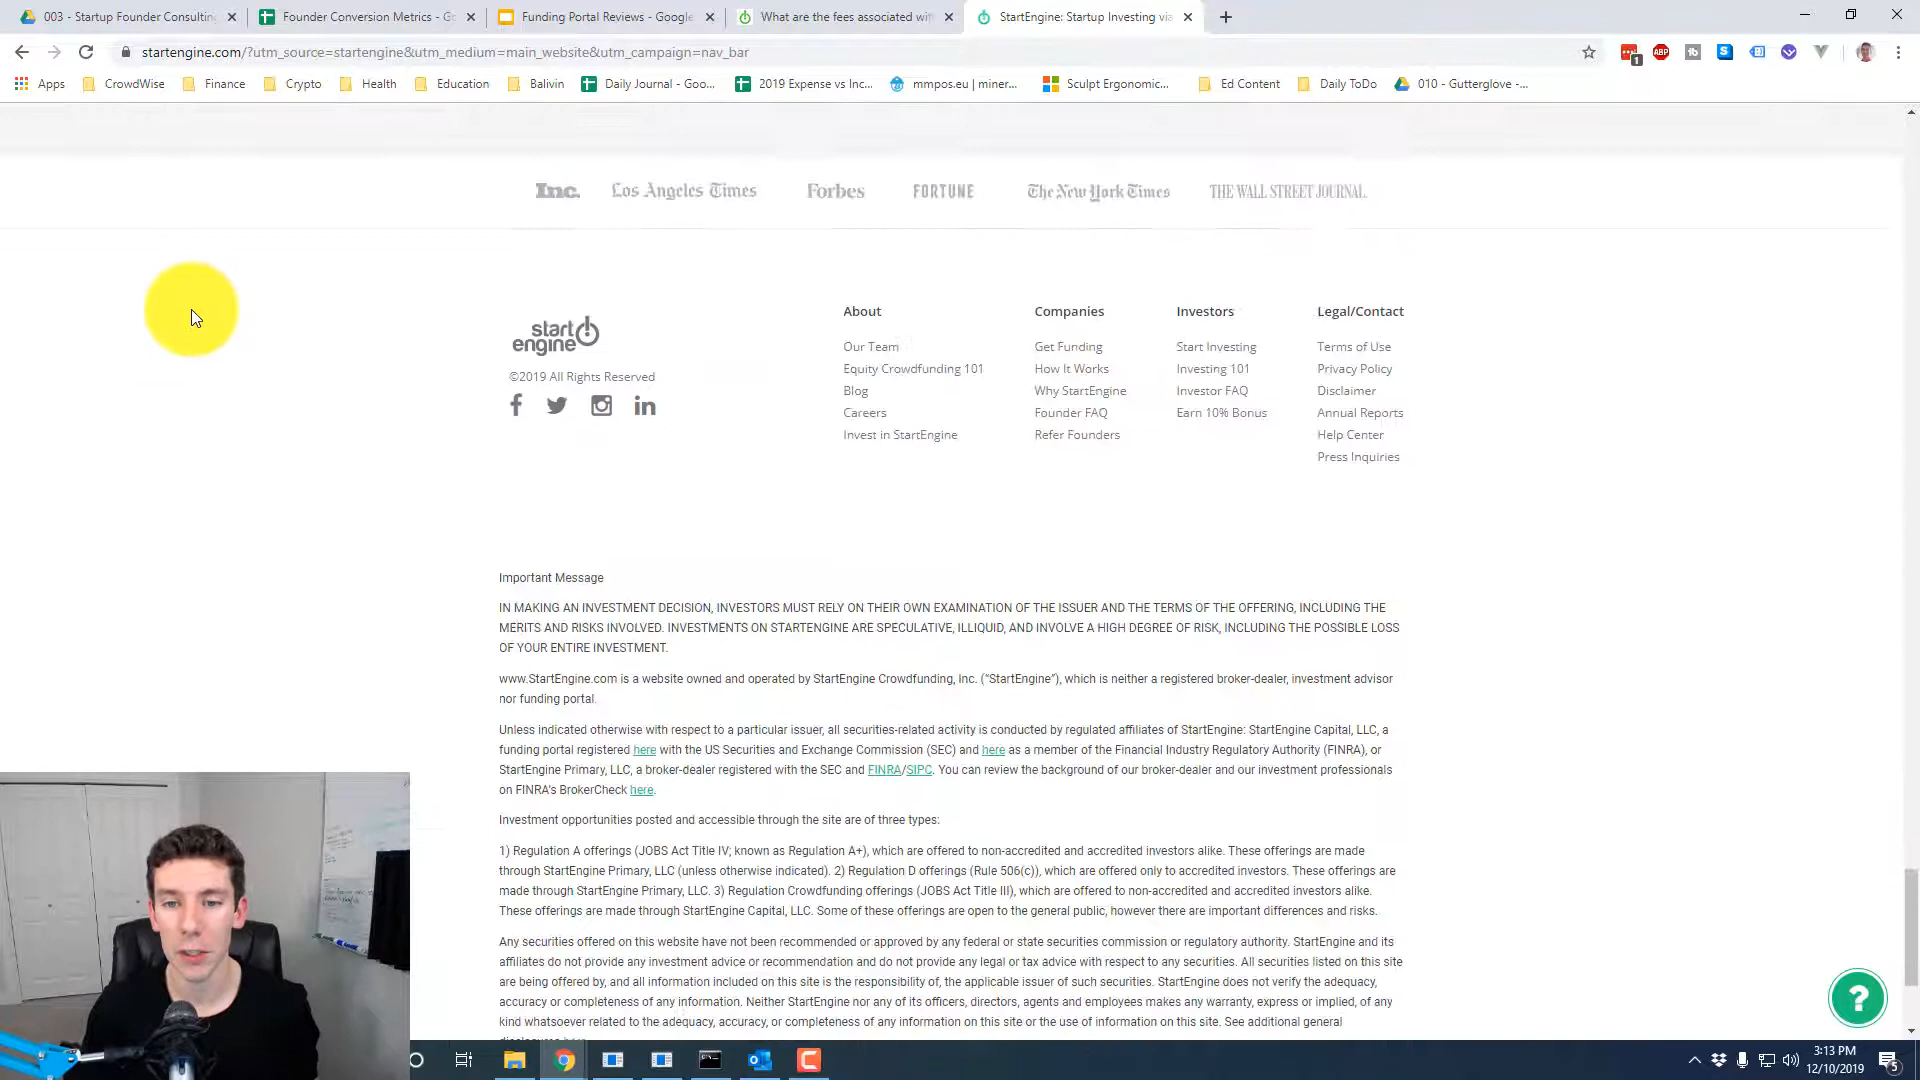 003 - Startup Founder Consultin
Founder Conversion Metrics - Go
Funding Portal Reviews - Google
What are the fees associated wit
StartEngine: Startup Investing via
startengine.com/?utm_source=startengine&utm_medium=main_website&utm_campaign=nav_bar
Apps CrowdWise Finance Crypto Health Education Balivin Daily Journal - Goo... 2019 Expense vs Inc... mmpos.eu | miner... Sculpt Ergonomic... Ed Content Daily ToDo 010 - Gutterglove -...
Inc. Los Angeles Times Forbes FORTUNE The New York Times THE WALL STREET JOURNAL.
start
engine
©2019 All Rights Reserved
About
Our Team
Equity Crowdfunding 101
Blog
Careers
Invest in StartEngine
Companies
Get Funding
How It Works
Why StartEngine
Founder FAQ
Refer Founders
Investors
Start Investing
Investing 101
Investor FAQ
Earn 10% Bonus
Legal/Contact
Terms of Use
Privacy Policy
Disclaimer
Annual Reports
Help Center
Press Inquiries
Important Message
IN MAKING AN INVESTMENT DECISION, INVESTORS MUST RELY ON THEIR OWN EXAMINATION OF THE ISSUER AND THE TERMS OF THE OFFERING, INCLUDING THE
MERITS AND RISKS INVOLVED. INVESTMENTS ON STARTENGINE ARE SPECULATIVE, ILLIQUID, AND INVOLVE A HIGH DEGREE OF RISK, INCLUDING THE POSSIBLE LOSS
OF YOUR ENTIRE INVESTMENT.
www.StartEngine.com is a website owned and operated by StartEngine Crowdfunding, Inc. (“StartEngine”), which is neither a registered broker-dealer, investment advisor
nor funding portal.
Unless indicated otherwise with respect to a particular issuer, all securities-related activity is conducted by regulated affiliates of StartEngine: StartEngine Capital, LLC, a
funding portal registered here with the US Securities and Exchange Commission (SEC) and here as a member of the Financial Industry Regulatory Authority (FINRA), or
StartEngine Primary, LLC, a broker-dealer registered with the SEC and FINRA/SIPC. You can review the background of our broker-dealer and our investment professionals
on FINRA's BrokerCheck here.
Investment opportunities posted and accessible through the site are of three types:
1) Regulation A offerings (JOBS Act Title IV; known as Regulation A+), which are offered to non-accredited and accredited investors alike. These offerings are made
through StartEngine Primary, LLC (unless otherwise indicated). 2) Regulation D offerings (Rule 506(c)), which are offered only to accredited investors. These offerings are
made through StartEngine Primary, LLC. 3) Regulation Crowdfunding offerings (JOBS Act Title III), which are offered to non-accredited and accredited investors alike.
These offerings are made through StartEngine Capital, LLC. Some of these offerings are open to the general public, however there are important differences and risks.
Any securities offered on this website have not been recommended or approved by any federal or state securities commission or regulatory authority. StartEngine and its
affiliates do not provide any investment advice or recommendation and do not provide any legal or tax advice with respect to any securities. All securities listed on this site
are being offered by, and all information included on this site is the responsibility of, the applicable issuer of such securities. StartEngine does not verify the adequacy,
accuracy or completeness of any information. Neither StartEngine nor any of its officers, directors, agents and employees makes any warranty, express or implied, of any
kind whatsoever related to the adequacy, accuracy, or completeness of any information on this site or the use of information on this site. See additional general
?
3:13 PM
12/10/2019
5